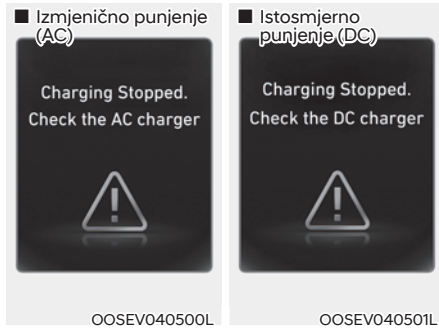 ■ Izmjenično punjenje
(AC)
Charging Stopped.
Check the AC charger
OOSEV040500L
■ Istosmjerno
punjenje (DC)
Charging Stopped.
Check the DC charger
OOSEV040501L